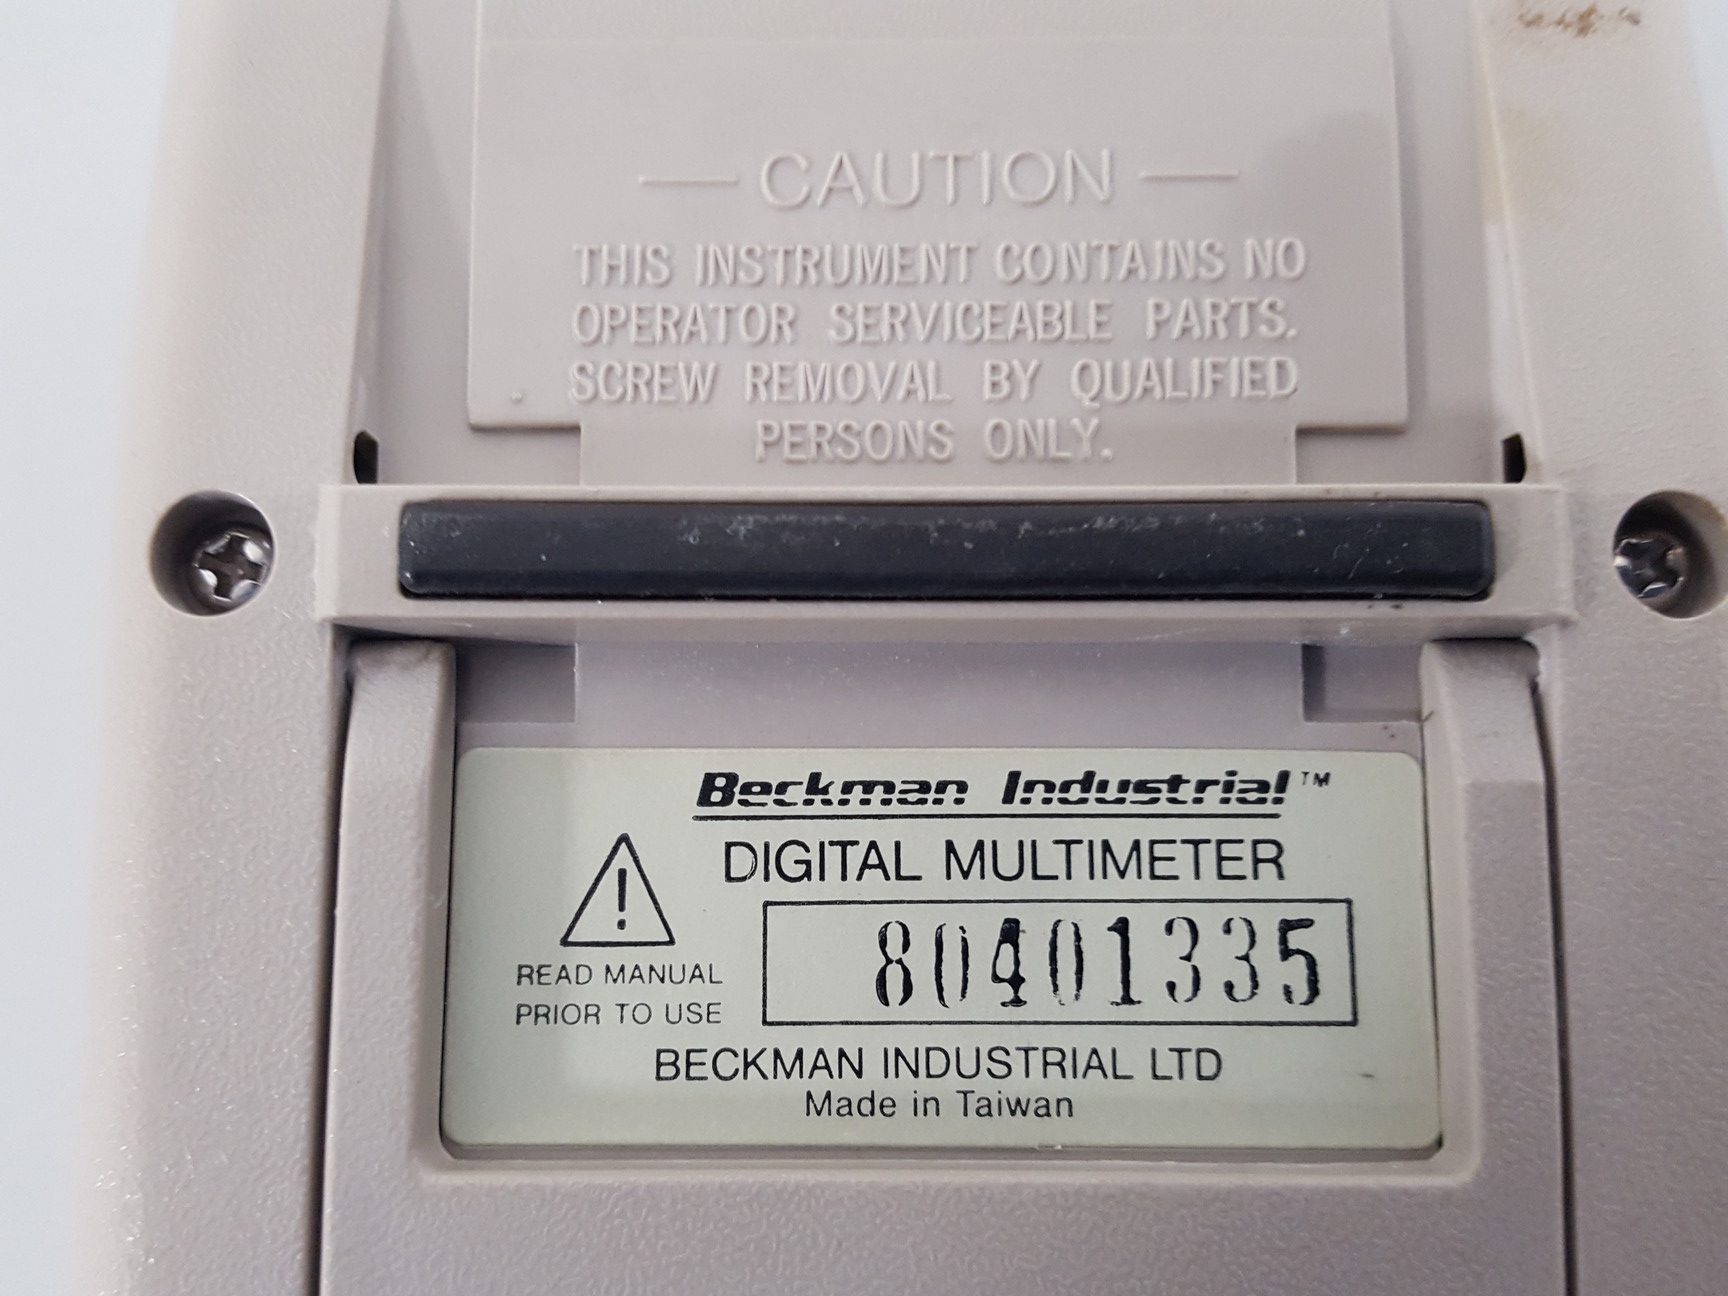 — CAUTION —
THIS INSTRUMENT CONTAINS NO
OPERATOR SERVICEABLE PARTS.
SCREW REMOVAL BY QUALIFIED
PERSONS ONLY.
Beckman Industrial™
DIGITAL MULTIMETER
!
80401335
READ MANUAL
PRIOR TO USE
BECKMAN INDUSTRIAL LTD
Made in Taiwan